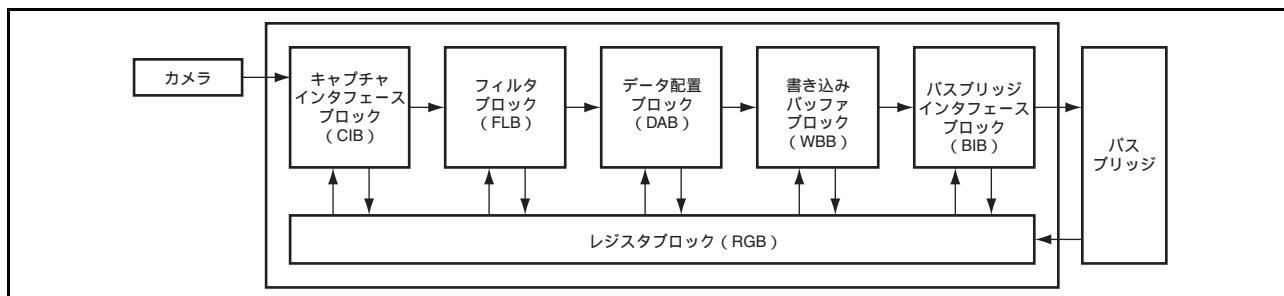 カメラ
キャプチャ
インタフェース
ブロック
（CIB）
フィルタ
ブロック
（FLB）
データ配置
ブロック
（DAB）
書き込み
バッファ
ブロック
（WBB）
バスブリッジ
インタフェース
ブロック
（BIB）
バス
ブリッジ
レジスタブロック（RGB）